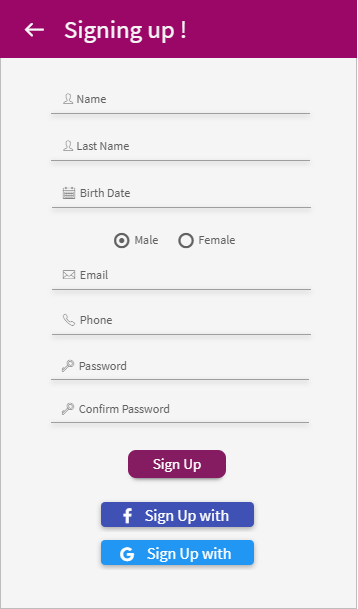 Signing up !
Name
Last Name
Birth Date
Male Female
Email
Phone
Password
Confirm Password
Sign Up
Sign Up with
Sign Up with